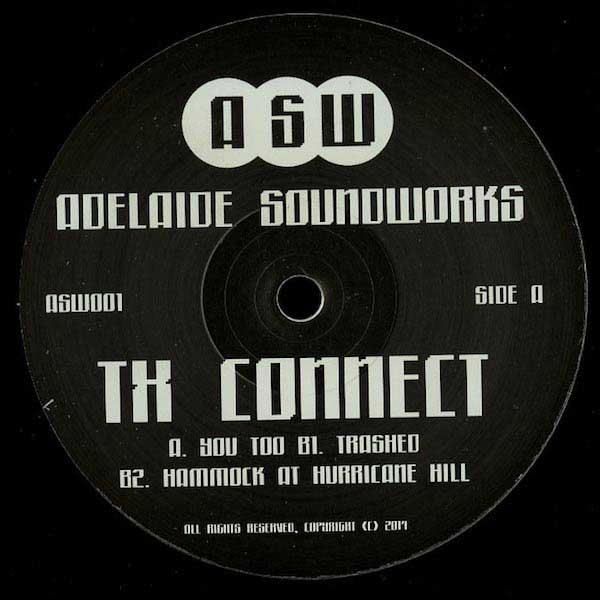 ASW
ADELAIDE SOUNDWORKS
ASW001
SIDE A
TX CONNECT
A. YOU TOO B1. TRASHED
B2. HAMMOCK AT HURRICANE HILL
ALL RIGHTS RESERVED, COPYRIGHT (C) 2017